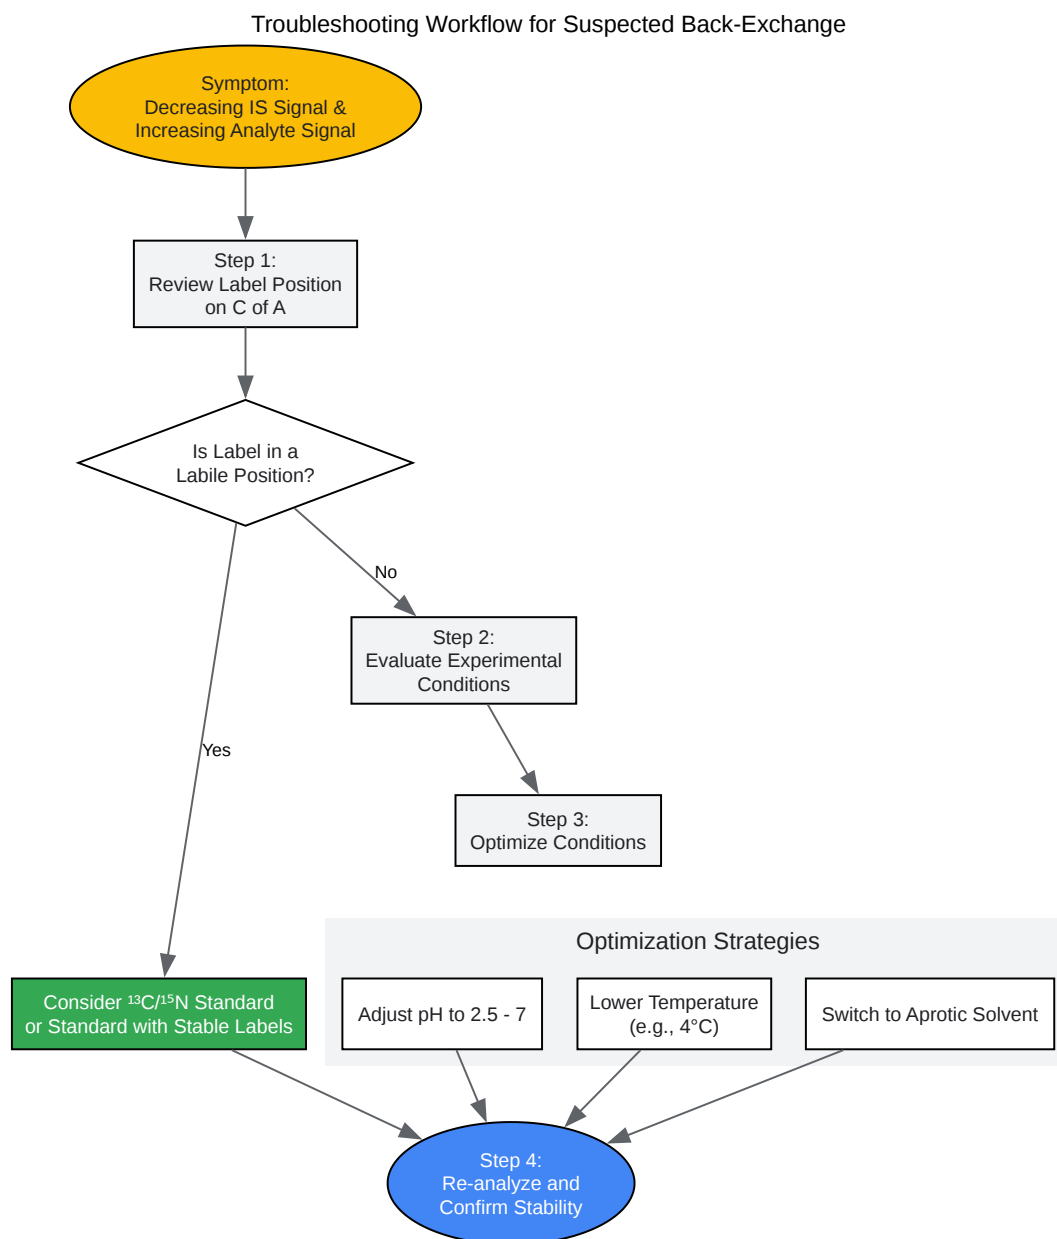 Troubleshooting Workflow for Suspected Back-Exchange
Symptom:
Decreasing IS Signal &
Increasing Analyte Signal
Step 1:
Review Label Position
on C of A
Is Label in a
Labile Position?
No
Step 2:
Evaluate Experimental
Conditions
Yes
Step 3:
Optimize Conditions
Optimization Strategies
Consider ¹³C/¹⁵N Standard
or Standard with Stable Labels
Adjust pH to 2.5 - 7
Lower Temperature
(e.g., 4°C)
Switch to Aprotic Solvent
Step 4:
Re-analyze and
Confirm Stability